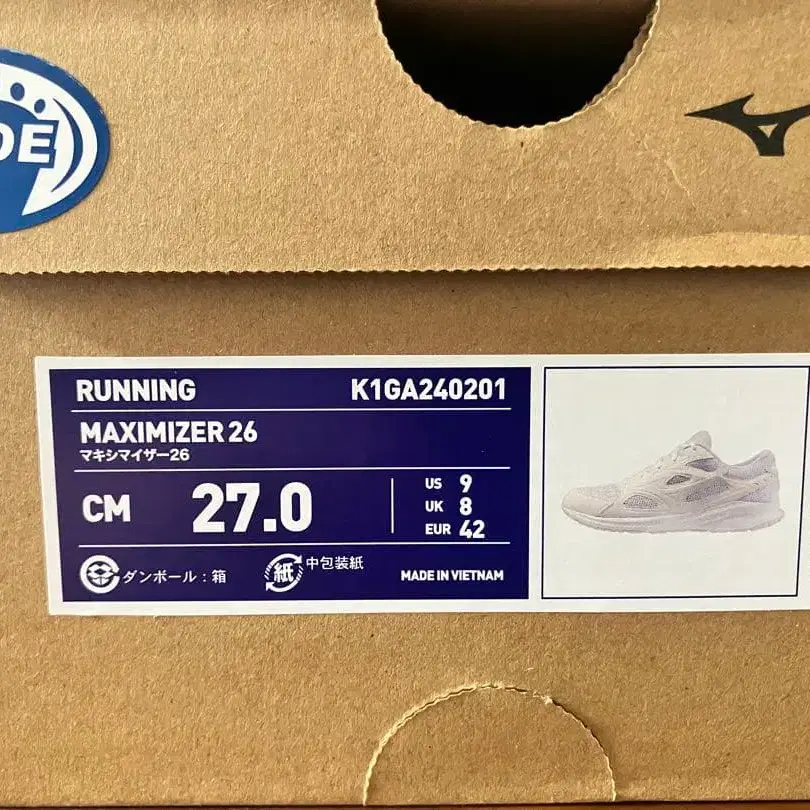 RUNNING K1GA240201
MAXIMIZER 26
マキシマイザー26
CM 27.0
US 9
UK 8
EUR 42
ダンボール：箱
紙 中包装紙
MADE IN VIETNAM